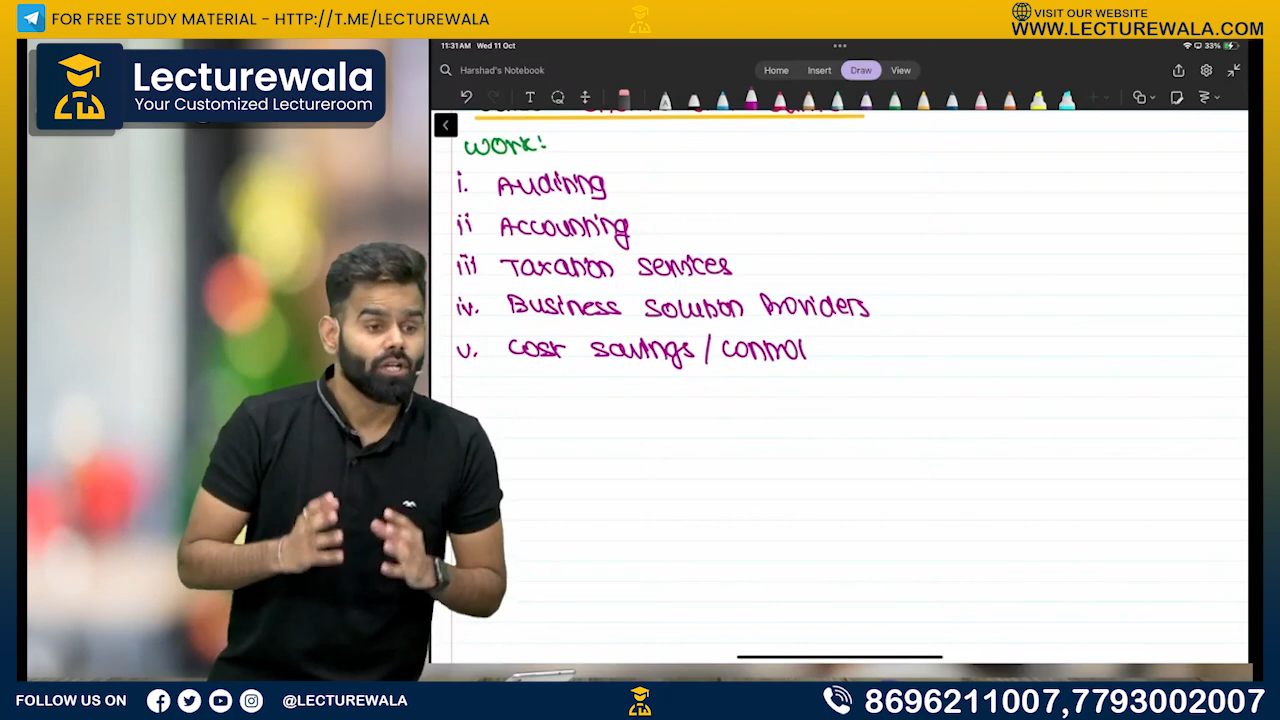 FOR FREE STUDY MATERIAL - HTTP://T.ME/LECTUREWALA
VISIT OUR WEBSITE
WWW.LECTUREWALA.COM
Lecturewala
Your Customized Lectureroom
11:31AM Wed 11 Oct
33%
Harshad's Notebook
Home Insert Draw View
Work:
i. Auditing
ii Accounting
iii Taxation Services
iv. Business Solution Providers
v. Cost Savings / Control
FOLLOW US ON
@LECTUREWALA
8696211007,7793002007